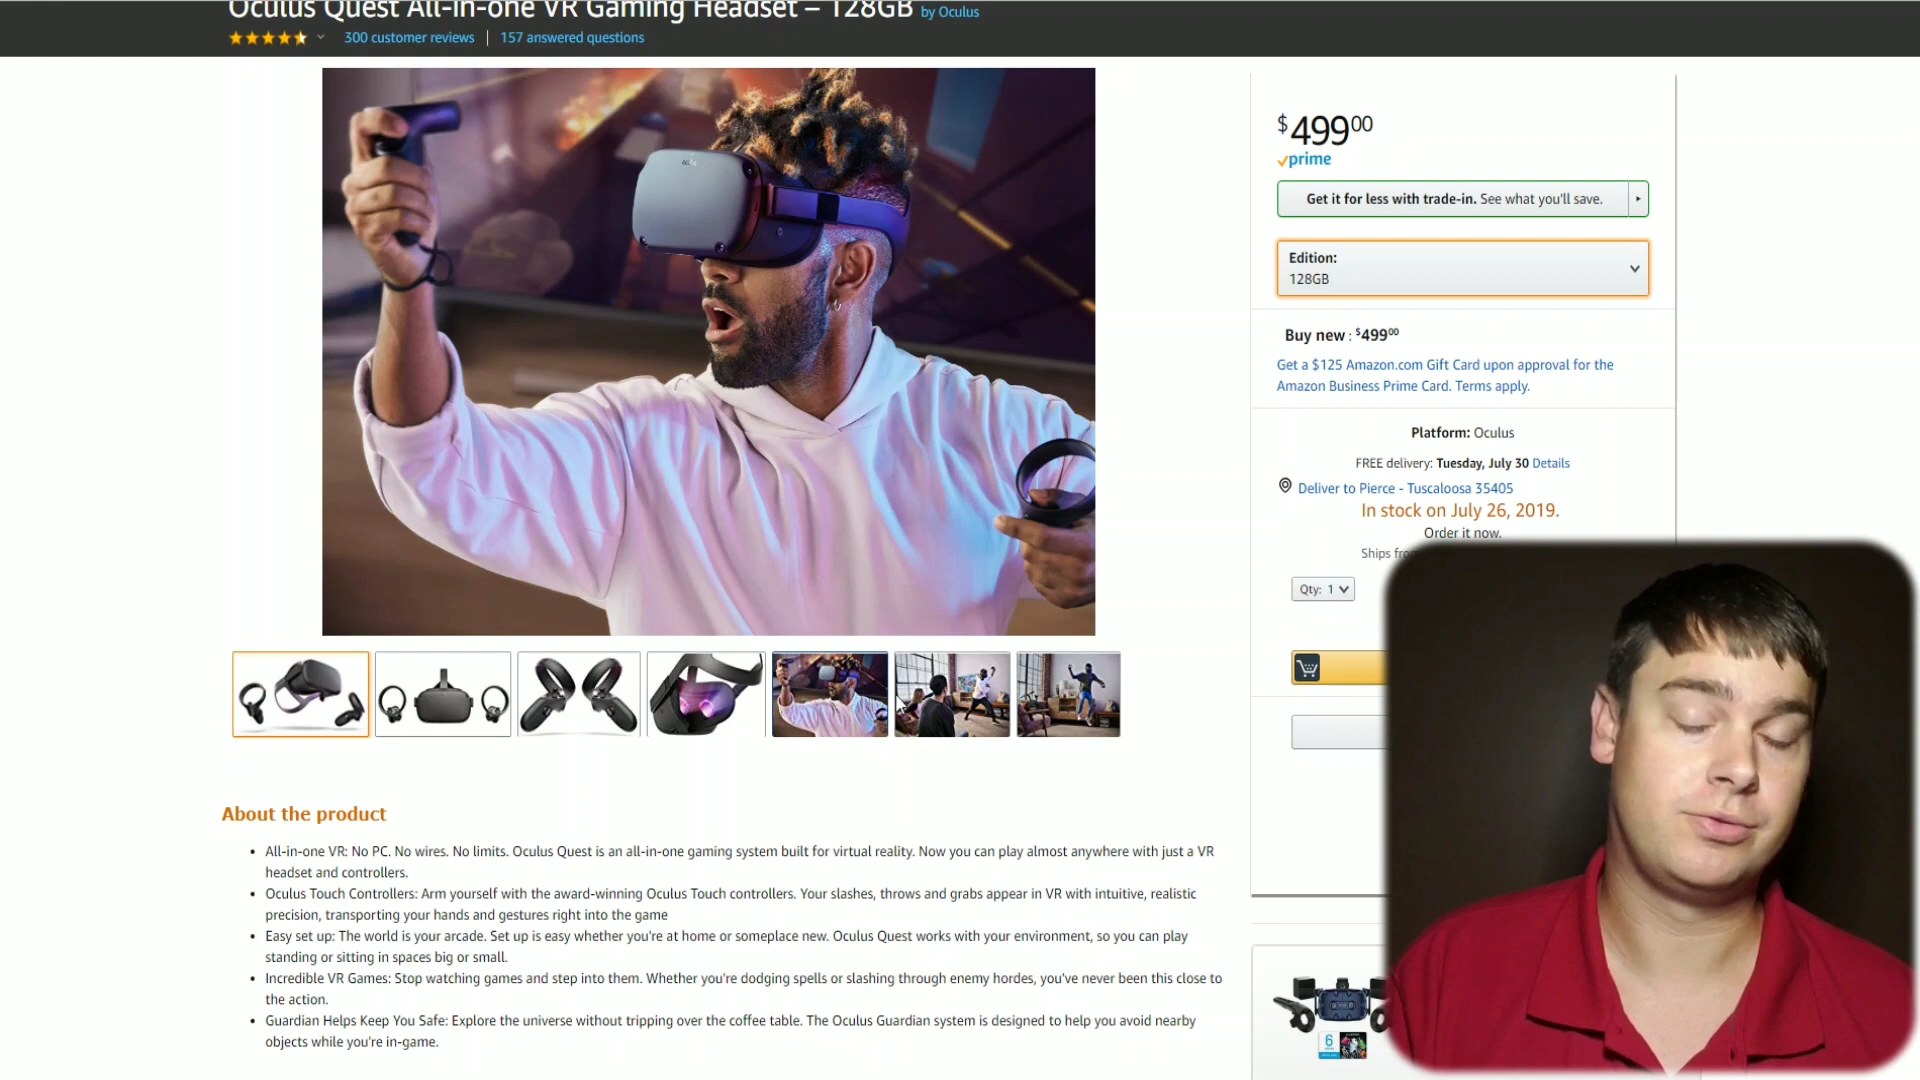 Oculus Quest All-in-one VR Gaming Headset – 128GB by Oculus
300 customer reviews | 157 answered questions
$499 00
prime
Get it for less with trade-in. See what you'll save.
Edition:
128GB
Buy new : $499 00
Get a $125 Amazon.com Gift Card upon approval for the
Amazon Business Prime Card. Terms apply.
Platform: Oculus
FREE delivery: Tuesday, July 30 Details
Deliver to Pierce - Tuscaloosa 35405
In stock on July 26, 2019.
Order it now.
Ships
Qty: 1
About the product
• All-in-one VR: No PC. No wires. No limits. Oculus Quest is an all-in-one gaming system built for virtual reality. Now you can play almost anywhere with just a VR
headset and controllers.
• Oculus Touch Controllers: Arm yourself with the award-winning Oculus Touch controllers. Your slashes, throws and grabs appear in VR with intuitive, realistic
precision, transporting your hands and gestures right into the game
• Easy set up: The world is your arcade. Set up is easy whether you're at home or someplace new. Oculus Quest works with your environment, so you can play
standing or sitting in spaces big or small.
• Incredible VR Games: Stop watching games and step into them. Whether you're dodging spells or slashing through enemy hordes, you've never been this close to
the action.
• Guardian Helps Keep You Safe: Explore the universe without tripping over the coffee table. The Oculus Guardian system is designed to help you avoid nearby
objects while you're in-game.
6